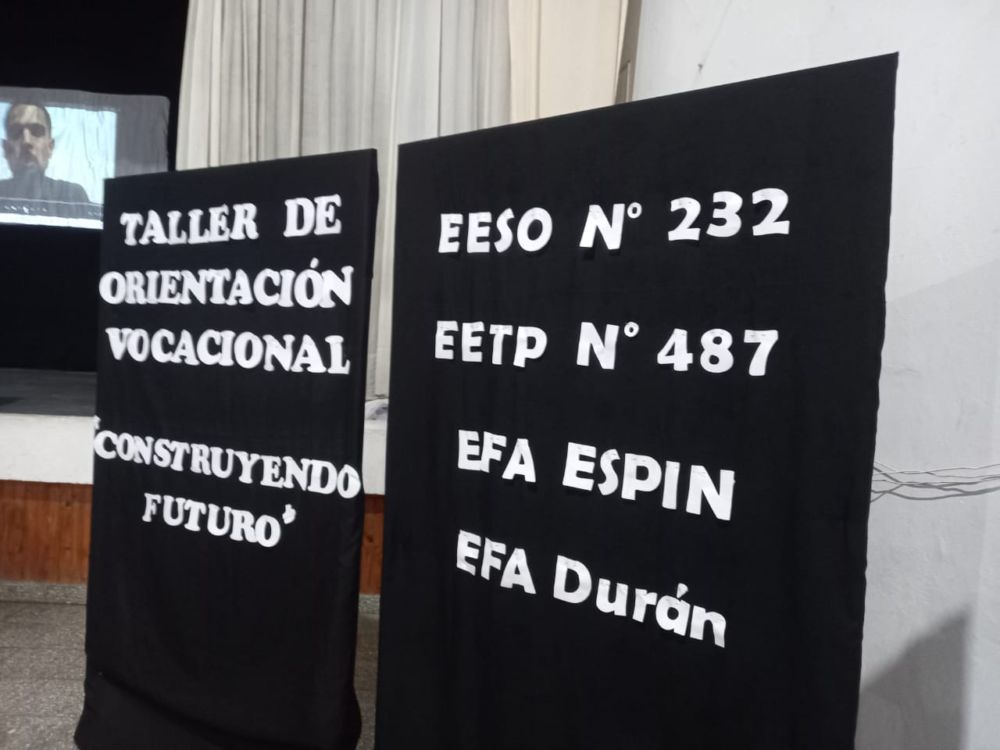 TALLER DE
ORIENTACIÓN
VOCACIONAL
"CONSTRUYENDO
FUTURO"
EESO N° 232
EETP N° 487
EFA ESPIN
EFA Durán